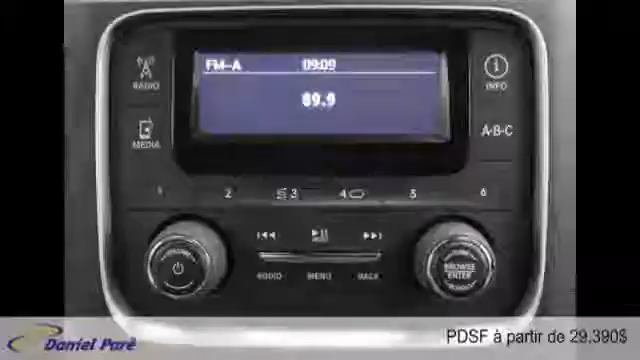 FM-A 09:09
89.9
RADIO
INFO
MEDIA
A-B-C
1 2 3 4 5 6
AUDIO MENU BACK
BROWSE
ENTER
Daniel Paré
PDSF à partir de 29,390$